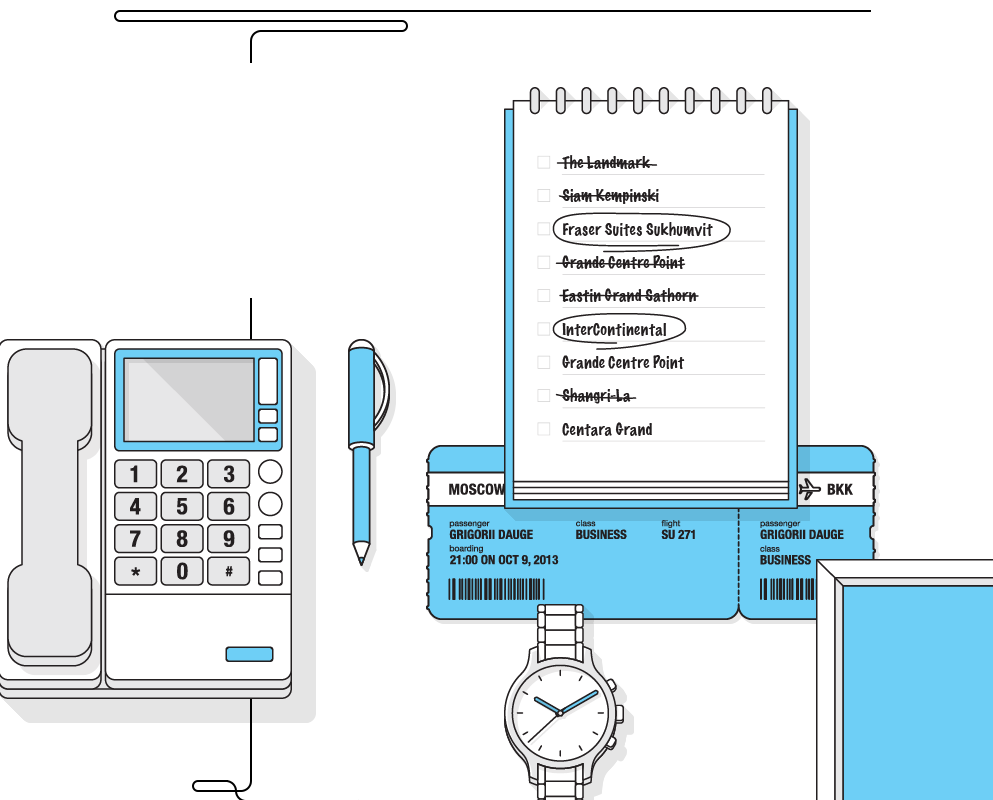 The Landmark
Siam Kempinski
Fraser Suites Sukhumvit
Grande Centre Point
Eastin Grand Sathorn
InterContinental
Grande Centre Point
Shangri-La
Centara Grand
1 2 3
4 5 6
7 8 9
* 0 #
MOSCOW
BKK
passenger class flight
GRIGORII DAUGE BUSINESS SU 271
boarding
21:00 ON OCT 9, 2013
passenger
GRIGORII DAUGE
class
BUSINESS